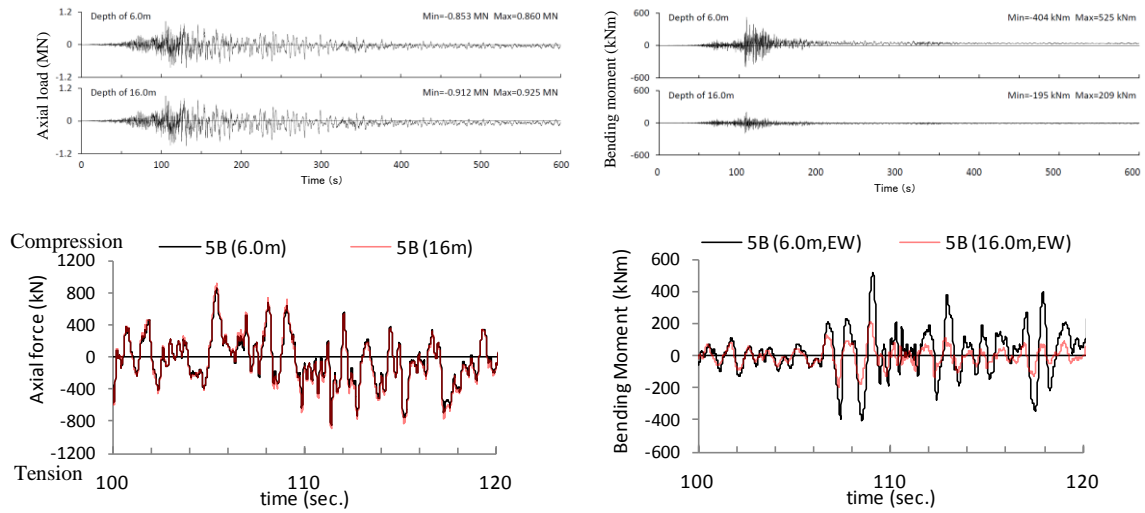 Axial load (MN)
1.2
0
-1.2
Depth of 6.0m
Min=-0.853 MN Max=0.860 MN
1.2
0
-1.2
Depth of 16.0m
Min=-0.912 MN Max=0.925 MN
0 100 200 300 400 500 600
Time (s)
Bending moment (kNm)
600
0
-600
Depth of 6.0m
Min=-404 kNm Max=525 kNm
600
0
-600
Depth of 16.0m
Min=-195 kNm Max=209 kNm
0 100 200 300 400 500 600
Time (s)
Compression
5B (6.0m) 5B (16m)
Axial force (kN)
1200
800
400
0
-400
-800
-1200
Tension
100 110 120
time (sec.)
5B (6.0m,EW) 5B (16.0m,EW)
Bending Moment (kNm)
600
400
200
0
-200
-400
-600
100 110 120
time (sec.)